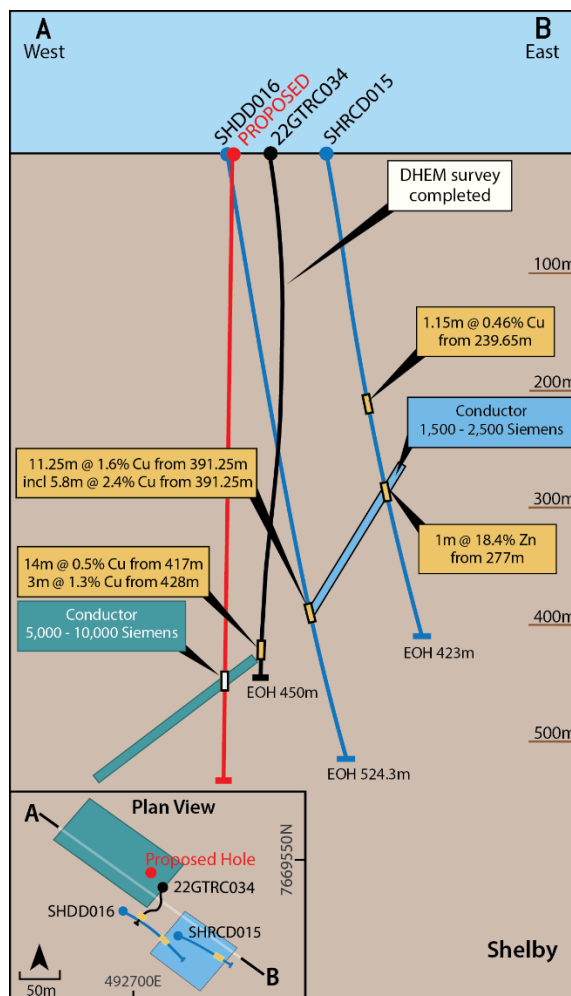 A
West
B
East
SHDD016
PROPOSED
22GTRC034
SHRCD015
DHEM survey
completed
100m
1.15m @ 0.46% Cu
from 239.65m
200m
Conductor
1,500 - 2,500 Siemens
11.25m @ 1.6% Cu from 391.25m
incl 5.8m @ 2.4% Cu from 391.25m
300m
1m @ 18.4% Zn
from 277m
14m @ 0.5% Cu from 417m
3m @ 1.3% Cu from 428m
400m
Conductor
5,000 - 10,000 Siemens
EOH 423m
EOH 450m
500m
EOH 524.3m
Plan View
A
Proposed Hole
22GTRC034
7669550N
SHDD016
SHRCD015
B
50m
492700E
Shelby